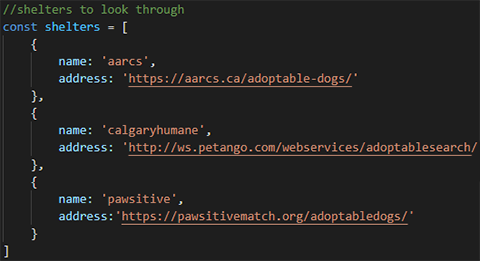 //shelters to look through
const shelters = [
    {
        name: 'aarcs',
        address: 'https://aarcs.ca/adoptable-dogs/'
    },
    {
        name: 'calgaryhumane',
        address: 'http://ws.petango.com/webservices/adoptablesearch/
    },
    {
        name: 'pawsitive',
        address:'https://pawsitivematch.org/adoptabledogs/'
    }
]